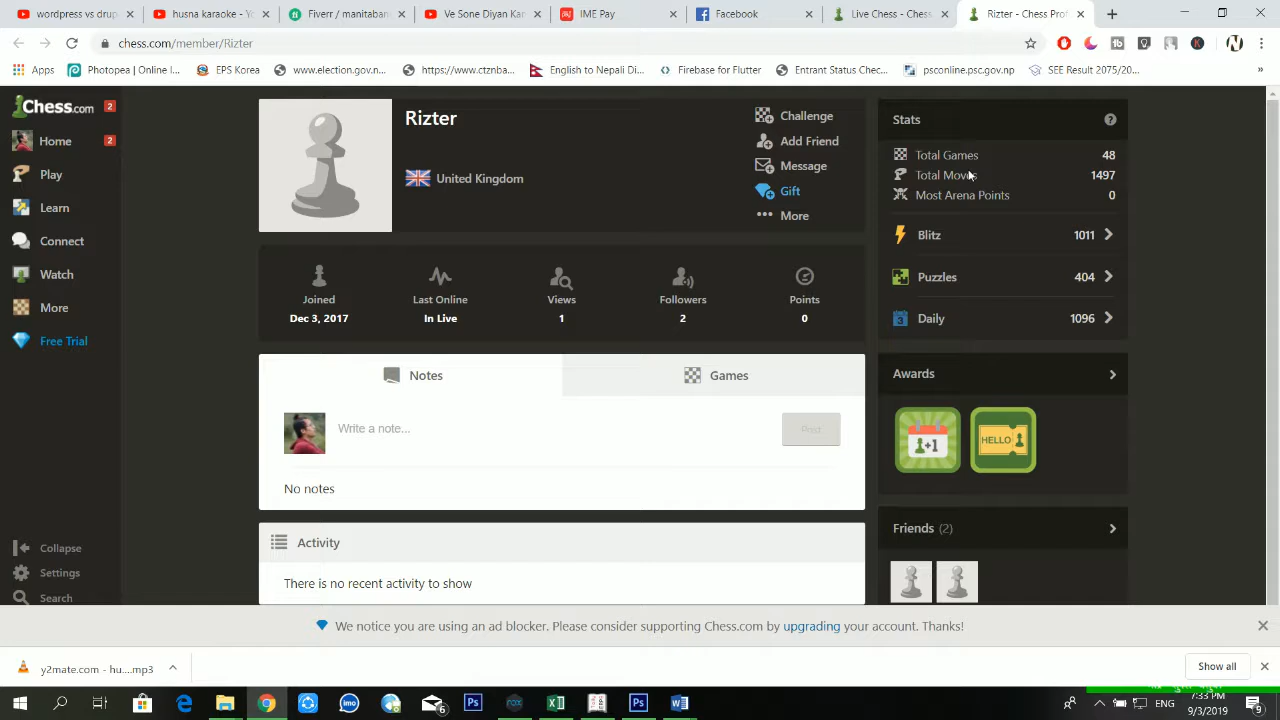 wordpress vs drup
husna karaoke - Y
Fiverr / manitaban
Ve Sone Diyan Kar
IME Pay
Facebook
Live Chess - Chess
Rizter - Chess Prof
chess.com/member/Rizter
Apps
Photopea | Online I...
EPS Korea
www.election.gov.n...
https://www.ctznba...
English to Nepali Di...
Firebase for Flutter
Entrant Status Chec...
psconline.psc.gov.np
SEE Result 2075/20...
»
Chess.com 2
Home 2
Play
Learn
Connect
Watch
More
Free Trial
Collapse
Settings
Search
Rizter
United Kingdom
Challenge
Add Friend
Message
Gift
More
Joined
Dec 3, 2017
Last Online
In Live
Views
1
Followers
2
Points
0
Notes
Games
Write a note...
Post
No notes
Activity
There is no recent activity to show
Stats
Total Games 48
Total Moves 1497
Most Arena Points 0
Blitz 1011
Puzzles 404
Daily 1096
Awards
+1
HELLO
Friends (2)
We notice you are using an ad blocker. Please consider supporting Chess.com by upgrading your account. Thanks!
y2mate.com - hu....mp3
Show all
ENG
7:33 PM
9/3/2019